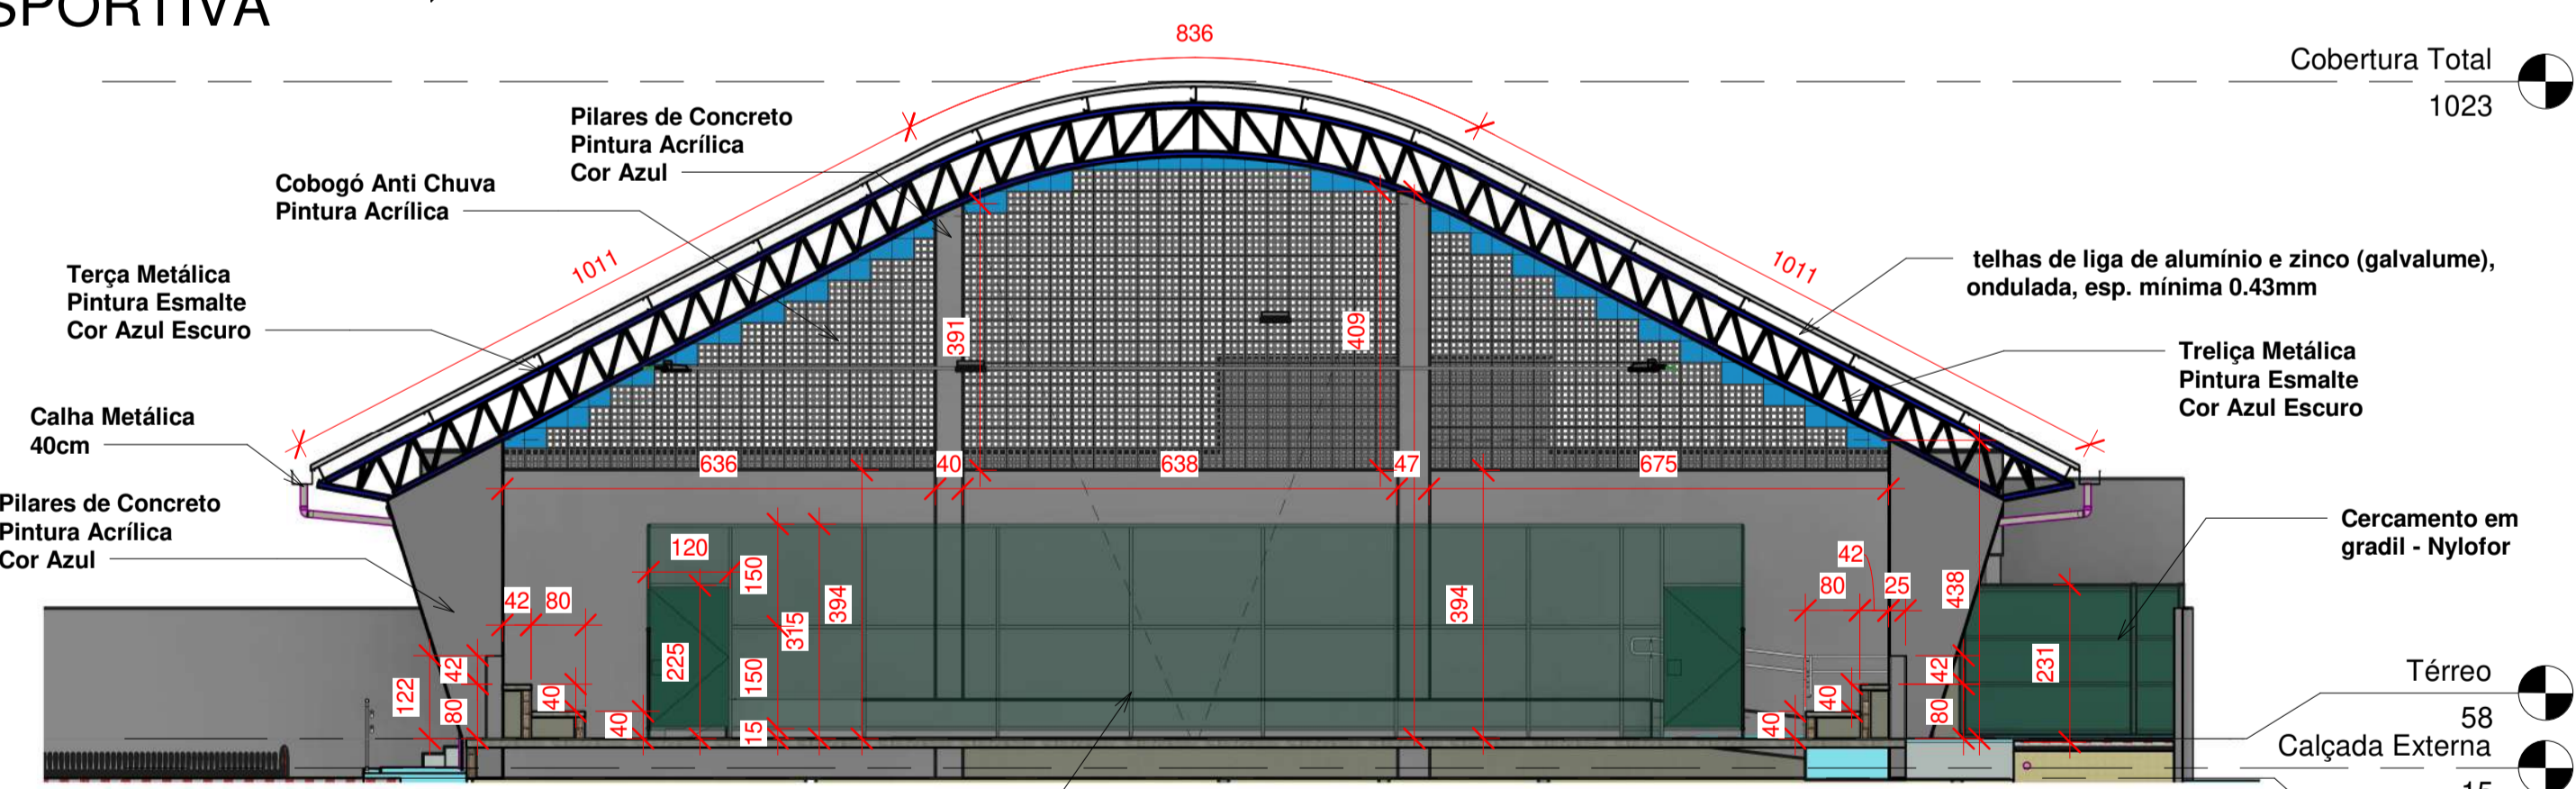 SPORTIVA
836
Cobertura Total
1023
Pilares de Concreto
Pintura Acrílica
Cor Azul
Cobogó Anti Chuva
Pintura Acrílica
1011
1011
telhas de liga de alumínio e zinco (galvalume),
ondulada, esp. mínima 0.43mm
Terça Metálica
Pintura Esmalte
Cor Azul Escuro
391
409
Treliça Metálica
Pintura Esmalte
Cor Azul Escuro
Calha Metálica
40cm
636
40
638
47
675
Pilares de Concreto
Pintura Acrílica
Cor Azul
Cercamento em
gradil - Nylofor
120
150
42
80
394
315
225
150
15
394
42
80
25
438
231
122
42
80
40
40
40
40
42
80
Térreo
58
Calçada Externa
15